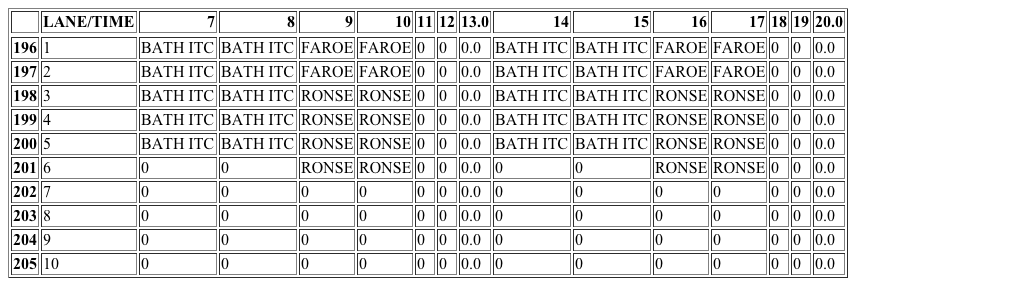 LANE/TIME 7 8 9 10 11 12 13.0 14 15 16 17 18 19 20.0
196 1 BATH ITC BATH ITC FAROE FAROE 0 0 0.0 BATH ITC BATH ITC FAROE FAROE 0 0 0.0
197 2 BATH ITC BATH ITC FAROE FAROE 0 0 0.0 BATH ITC BATH ITC FAROE FAROE 0 0 0.0
198 3 BATH ITC BATH ITC RONSE RONSE 0 0 0.0 BATH ITC BATH ITC RONSE RONSE 0 0 0.0
199 4 BATH ITC BATH ITC RONSE RONSE 0 0 0.0 BATH ITC BATH ITC RONSE RONSE 0 0 0.0
200 5 BATH ITC BATH ITC RONSE RONSE 0 0 0.0 BATH ITC BATH ITC RONSE RONSE 0 0 0.0
201 6 0 0 RONSE RONSE 0 0 0.0 0 0 RONSE RONSE 0 0 0.0
202 7 0 0 0 0 0 0 0.0 0 0 0 0 0 0 0.0
203 8 0 0 0 0 0 0 0.0 0 0 0 0 0 0 0.0
204 9 0 0 0 0 0 0 0.0 0 0 0 0 0 0 0.0
205 10 0 0 0 0 0 0 0.0 0 0 0 0 0 0 0.0